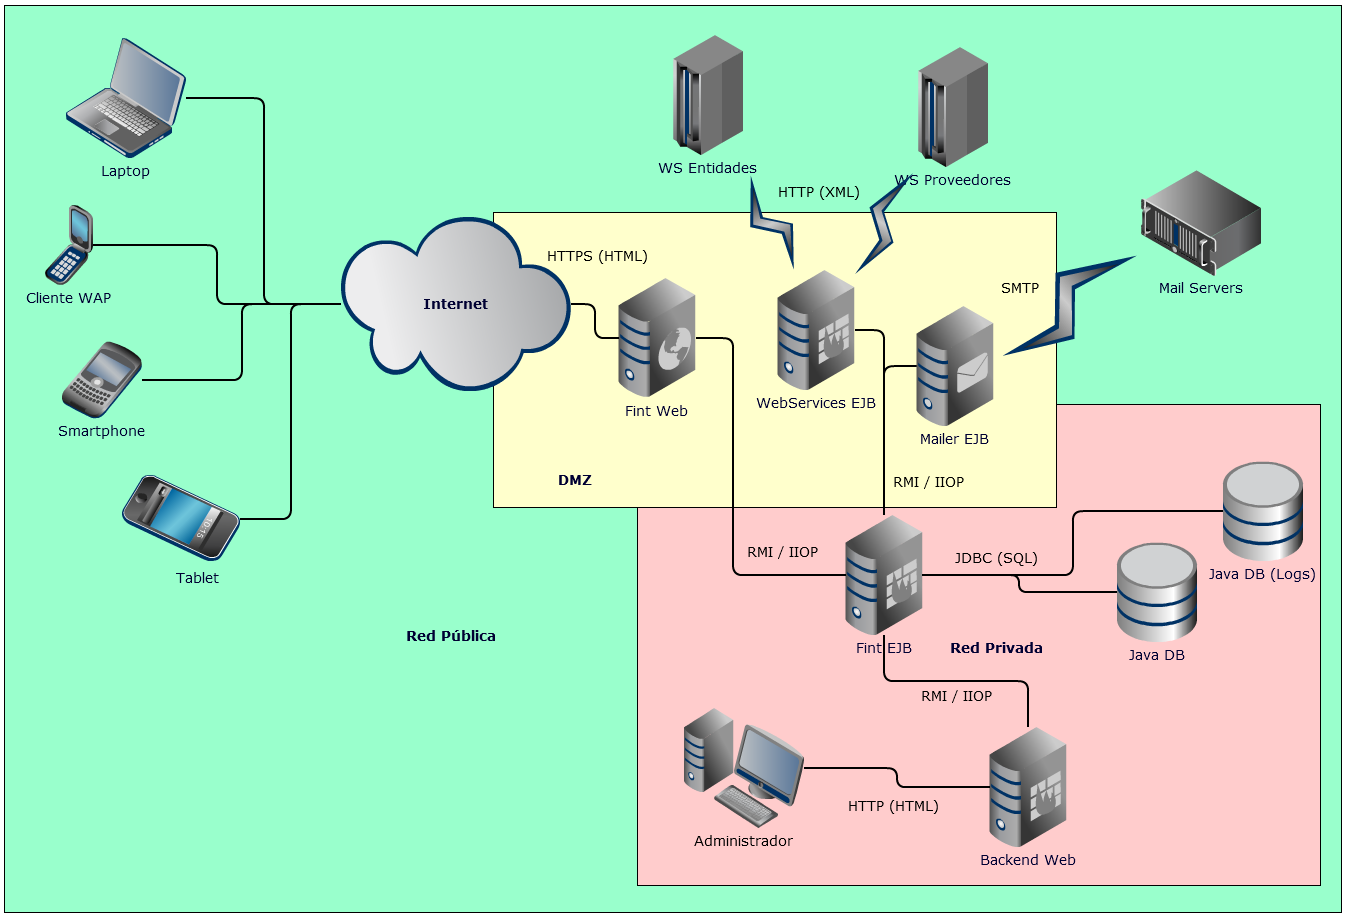 Laptop
WS Entidades
WS Proveedores
HTTP (XML)
Cliente WAP
HTTPS (HTML)
Internet
SMTP
Mail Servers
Fint Web
WebServices EJB
Mailer EJB
Smartphone
DMZ
RMI / IIOP
10:15
Tablet
RMI / IIOP
JDBC (SQL)
Java DB (Logs)
Red Pública
Fint EJB
Red Privada
Java DB
RMI / IIOP
HTTP (HTML)
Administrador
Backend Web